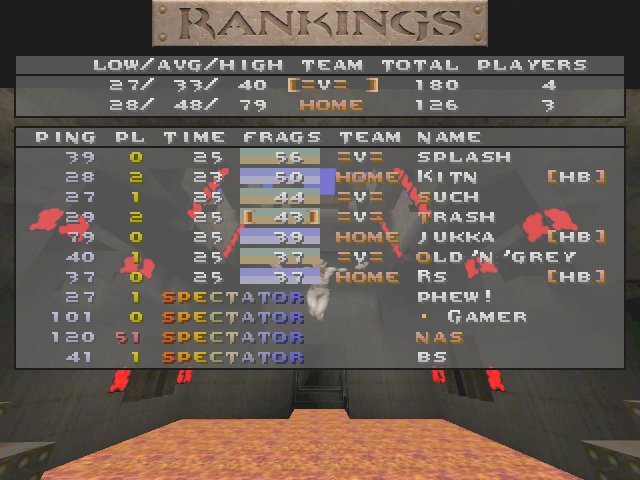 RANKINGS
LOW/AVG/HIGH TEAM TOTAL PLAYERS
27/ 33/ 40 [=V= ] 180 4
28/ 48/ 79 HOME 126 3
PING PL TIME FRAGS TEAM NAME
39 0 25 56 =V= SPLASH
28 2 23 50 HOME KITN [HB]
27 1 25 44 =V= SUCH
29 2 25 [ 43 ] =V= TRASH
79 0 25 39 HOME JUKKA [HB]
40 1 25 37 =V= OLD 'N 'GREY
37 0 25 37 HOME RS [HB]
27 1 SPECTATOR PHEW!
101 0 SPECTATOR · GAMER
120 51 SPECTATOR NAS
41 1 SPECTATOR BS